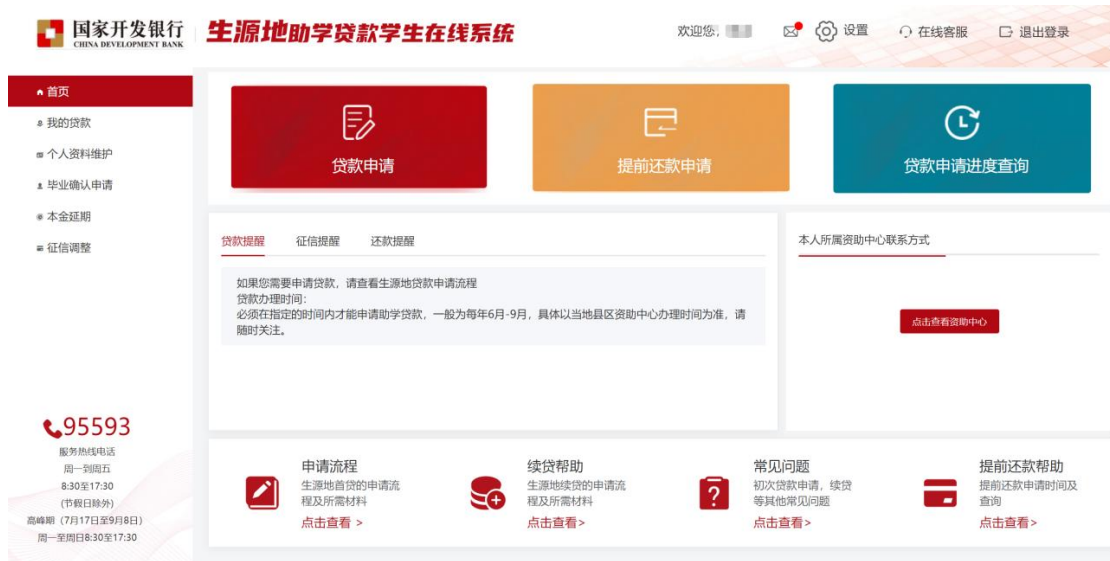 国家开发银行
CHINA DEVELOPMENT BANK
生源地助学贷款学生在线系统
欢迎您,
设置
在线客服
退出登录
首页
我的贷款
个人资料维护
毕业确认申请
本金延期
征信调整
贷款申请
提前还款申请
贷款申请进度查询
贷款提醒 征信提醒 还款提醒
如果您需要申请贷款，请查看生源地贷款申请流程
贷款办理时间：
必须在指定的时间内才能申请助学贷款，一般为每年6月-9月，具体以当地县区资助中心办理时间为准，请
随时关注。
本人所属资助中心联系方式
点击查看资助中心
95593
服务热线电话
周一到周五
8:30至17:30
(节假日除外)
高峰期（7月17日至9月8日）
周一至周日8:30至17:30
申请流程
生源地首贷的申请流
程及所需材料
点击查看 >
续贷帮助
生源地续贷的申请流
程及所需材料
点击查看>
常见问题
初次贷款申请，续贷
等其他常见问题
点击查看>
提前还款帮助
提前还款申请时间及
查询
点击查看>